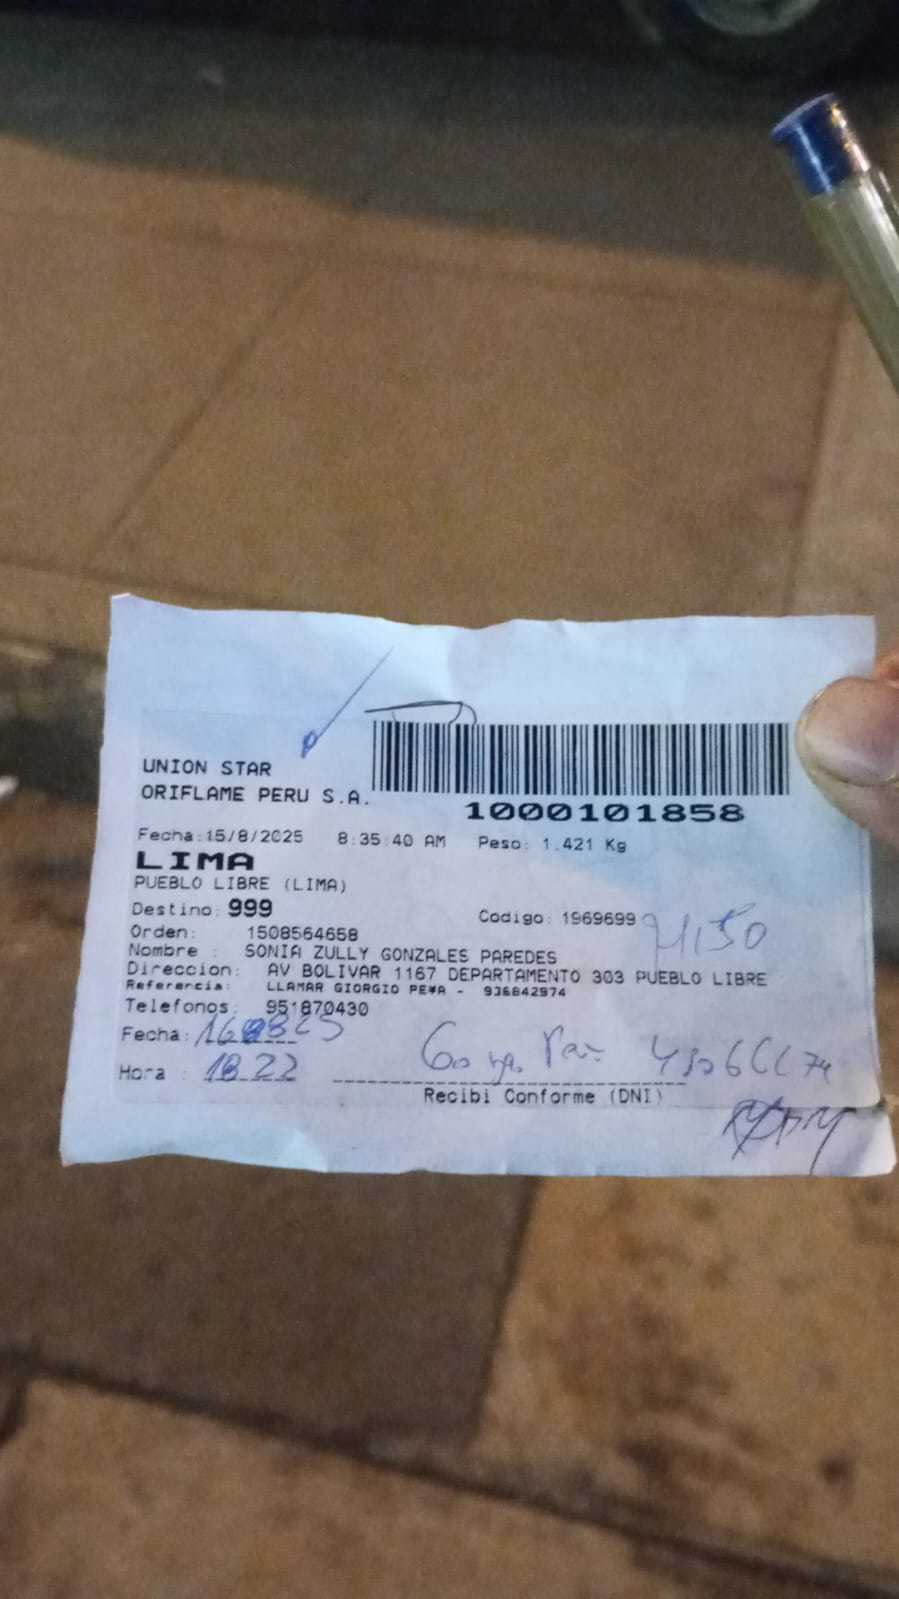 UNION STAR
ORIFLAME PERU S.A.
1000101858
Fecha:15/8/2025 8:35:40 AM Peso: 1.421 Kg
LIMA
PUEBLO LIBRE (LIMA)
Destino: 999 Codigo: 1969699
Orden: 1508564658
Nombre : SONIA ZULLY GONZALES PAREDES
Direccion: AV BOLIVAR 1167 DEPARTAMENTO 303 PUEBLO LIBRE
Referencia: LLAMAR GIORGIO PE¥A - 936842974
Telefonos: 951870430
Fecha:
Hora : 18 22
Recibi Conforme (DNI)